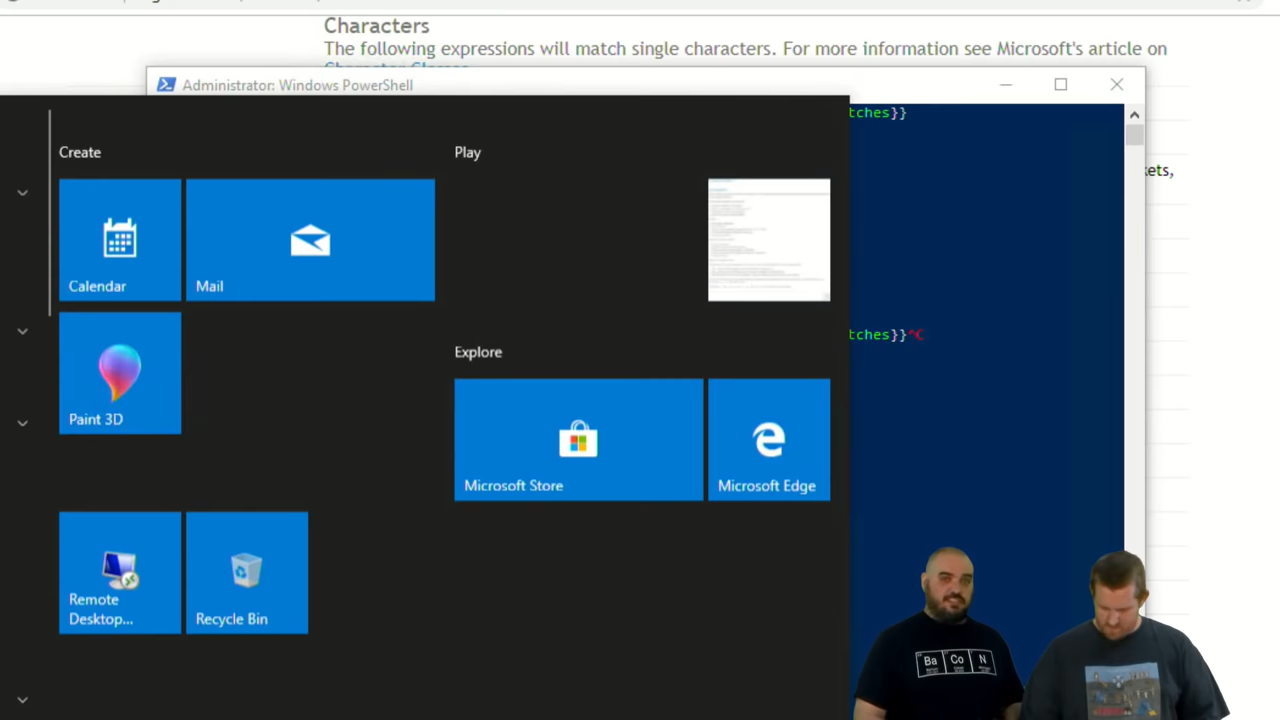 Characters
The following expressions will match single characters. For more information see Microsoft's article on
Administrator: Windows PowerShell
tches}}
Create
Play
kets,
Calendar
Mail
tches}}^C
Explore
Paint 3D
Microsoft Store
Microsoft Edge
Remote
Desktop...
Recycle Bin
Ba Co N